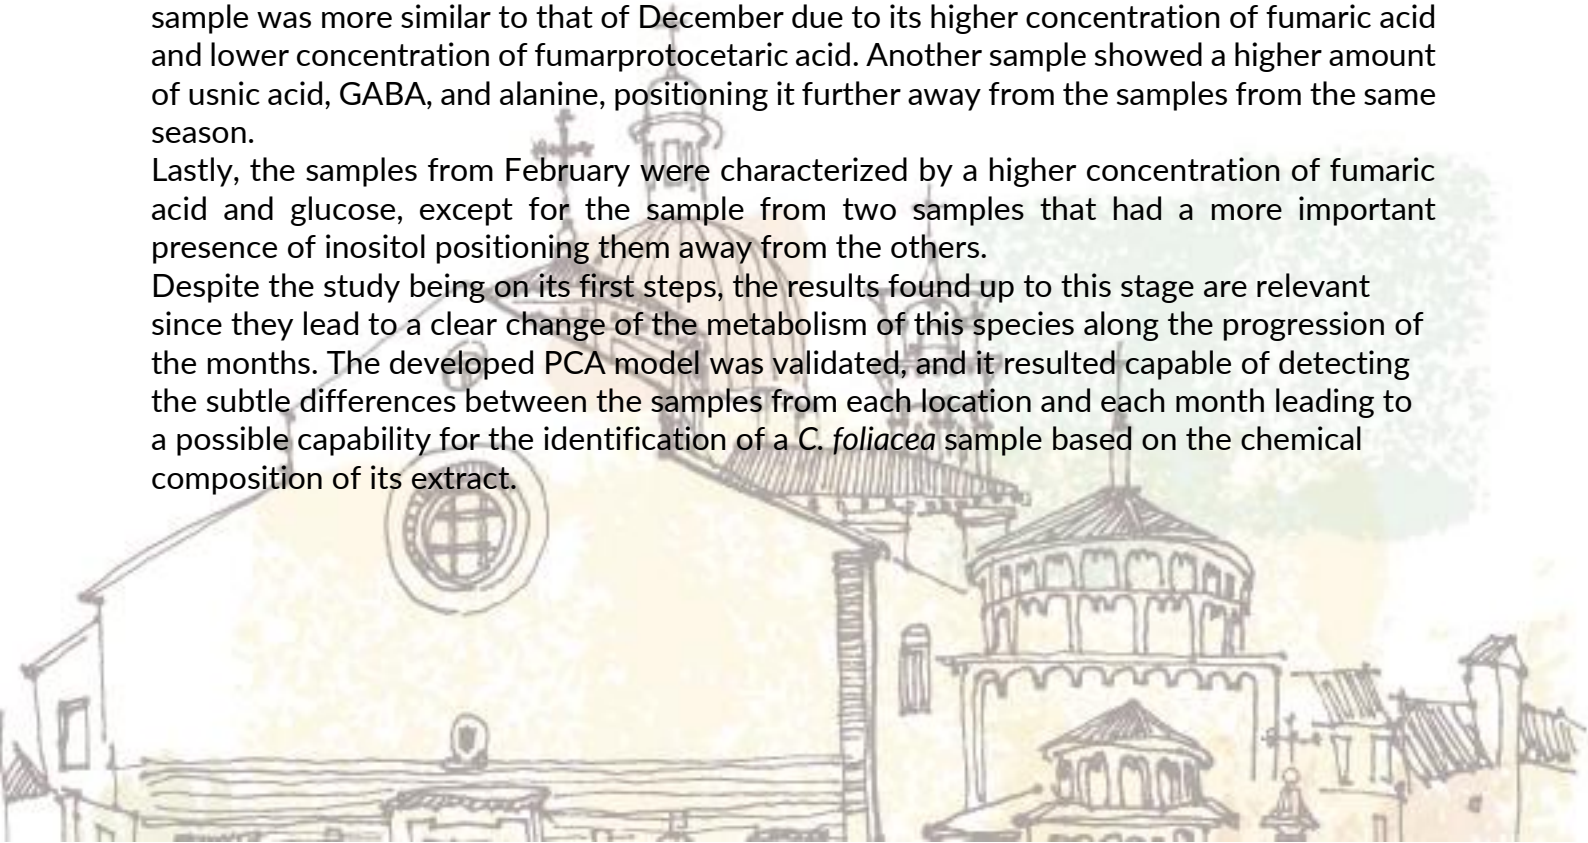 sample was more similar to that of December due to its higher concentration of fumaric acid
and lower concentration of fumarprotocetaric acid. Another sample showed a higher amount
of usnic acid, GABA, and alanine, positioning it further away from the samples from the same
season.
Lastly, the samples from February were characterized by a higher concentration of fumaric
acid and glucose, except for the sample from two samples that had a more important
presence of inositol positioning them away from the others.
Despite the study being on its first steps, the results found up to this stage are relevant
since they lead to a clear change of the metabolism of this species along the progression of
the months. The developed PCA model was validated, and it resulted capable of detecting
the subtle differences between the samples from each location and each month leading to
a possible capability for the identification of a C. foliacea sample based on the chemical
composition of its extract.